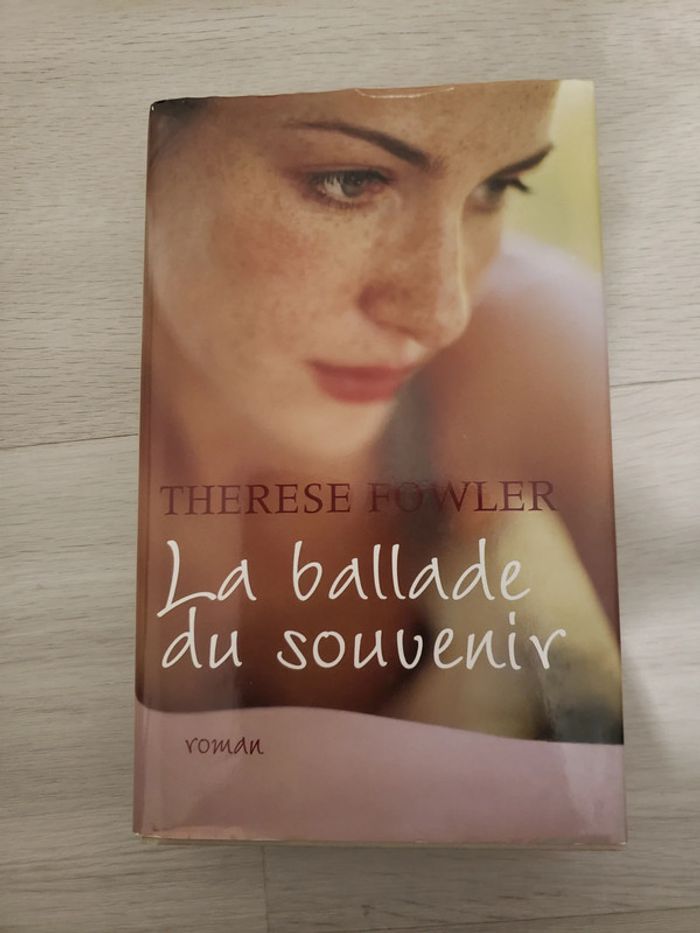 THERESE FOWLER
La ballade
du souvenir
roman